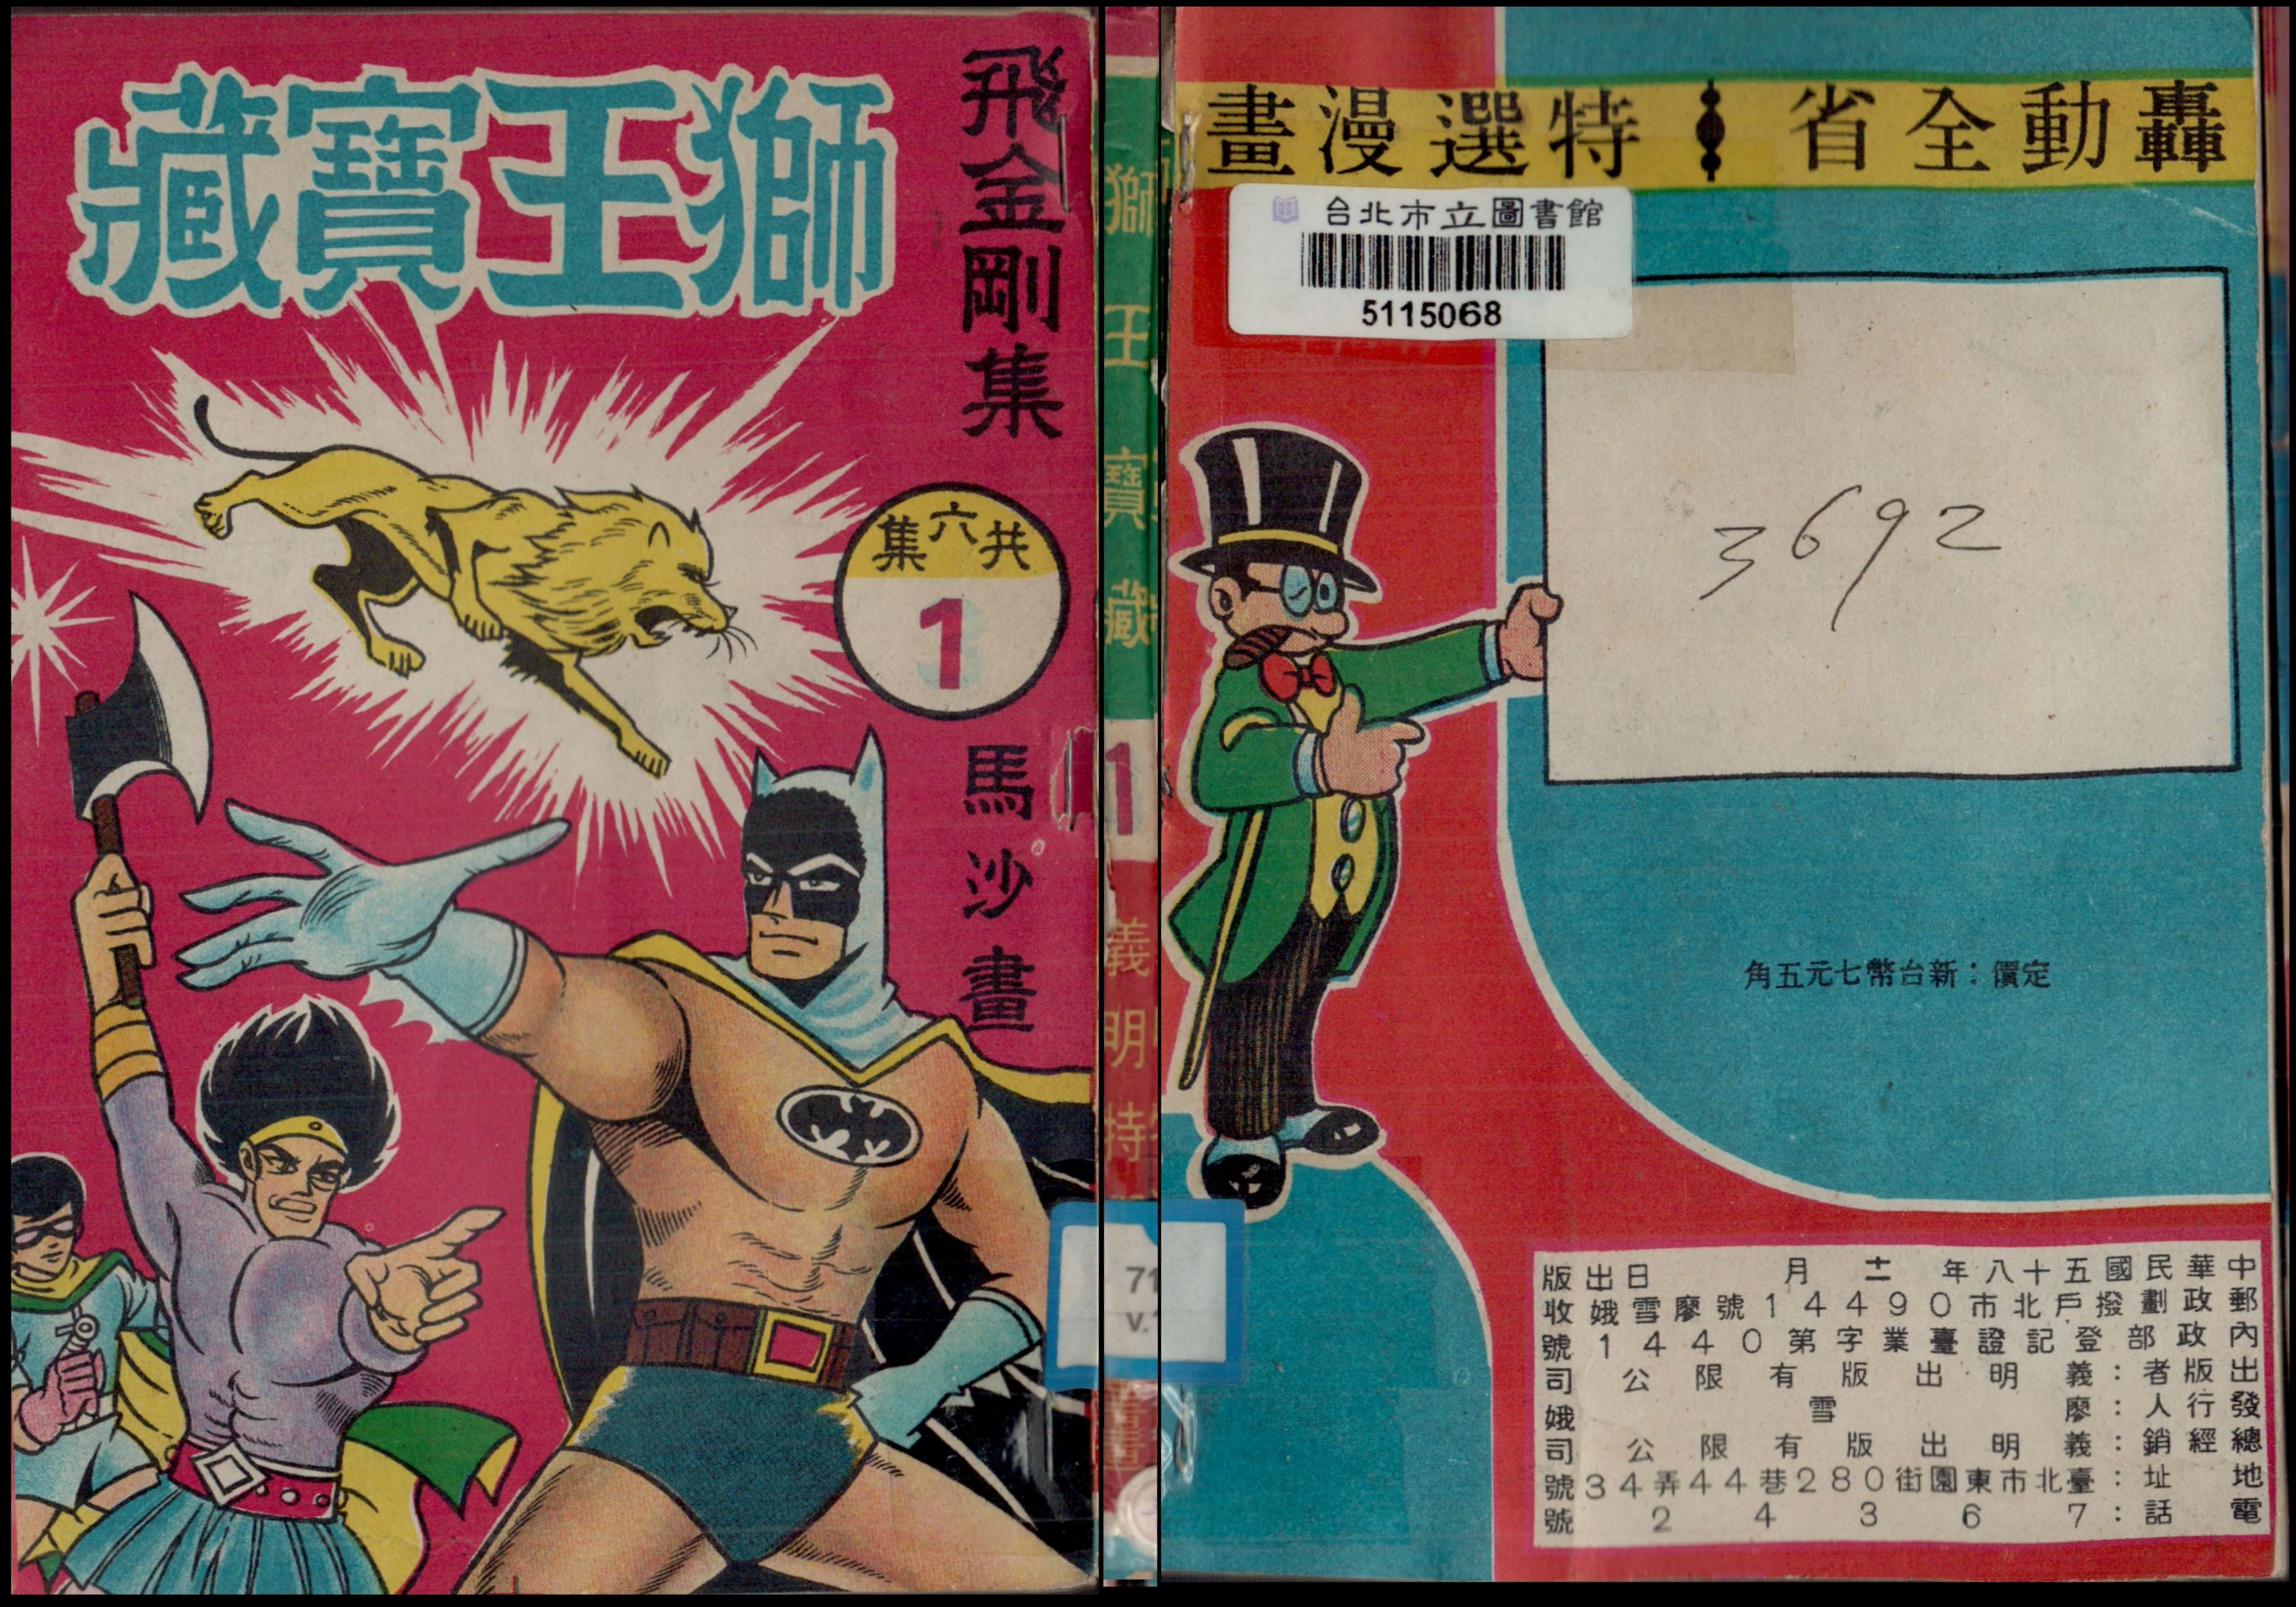 獅王寶藏
飛金剛集
共六集
1
馬沙畫
獅王寶藏
1
義明特
71
v.1
轟動全省
特選漫畫
台北市立圖書館
5115068
3692
定價：新台幣七元五角
中華民國五十八年 十二月 日出版
郵政劃撥戶北市14490號廖雪娥收
內政部登記證臺業字第1440號
出版者：義明出版有限公司
發行人：廖雪娥
總經銷：義明出版有限公司
地址：臺北市東園街280巷44弄34號
電話：24367號